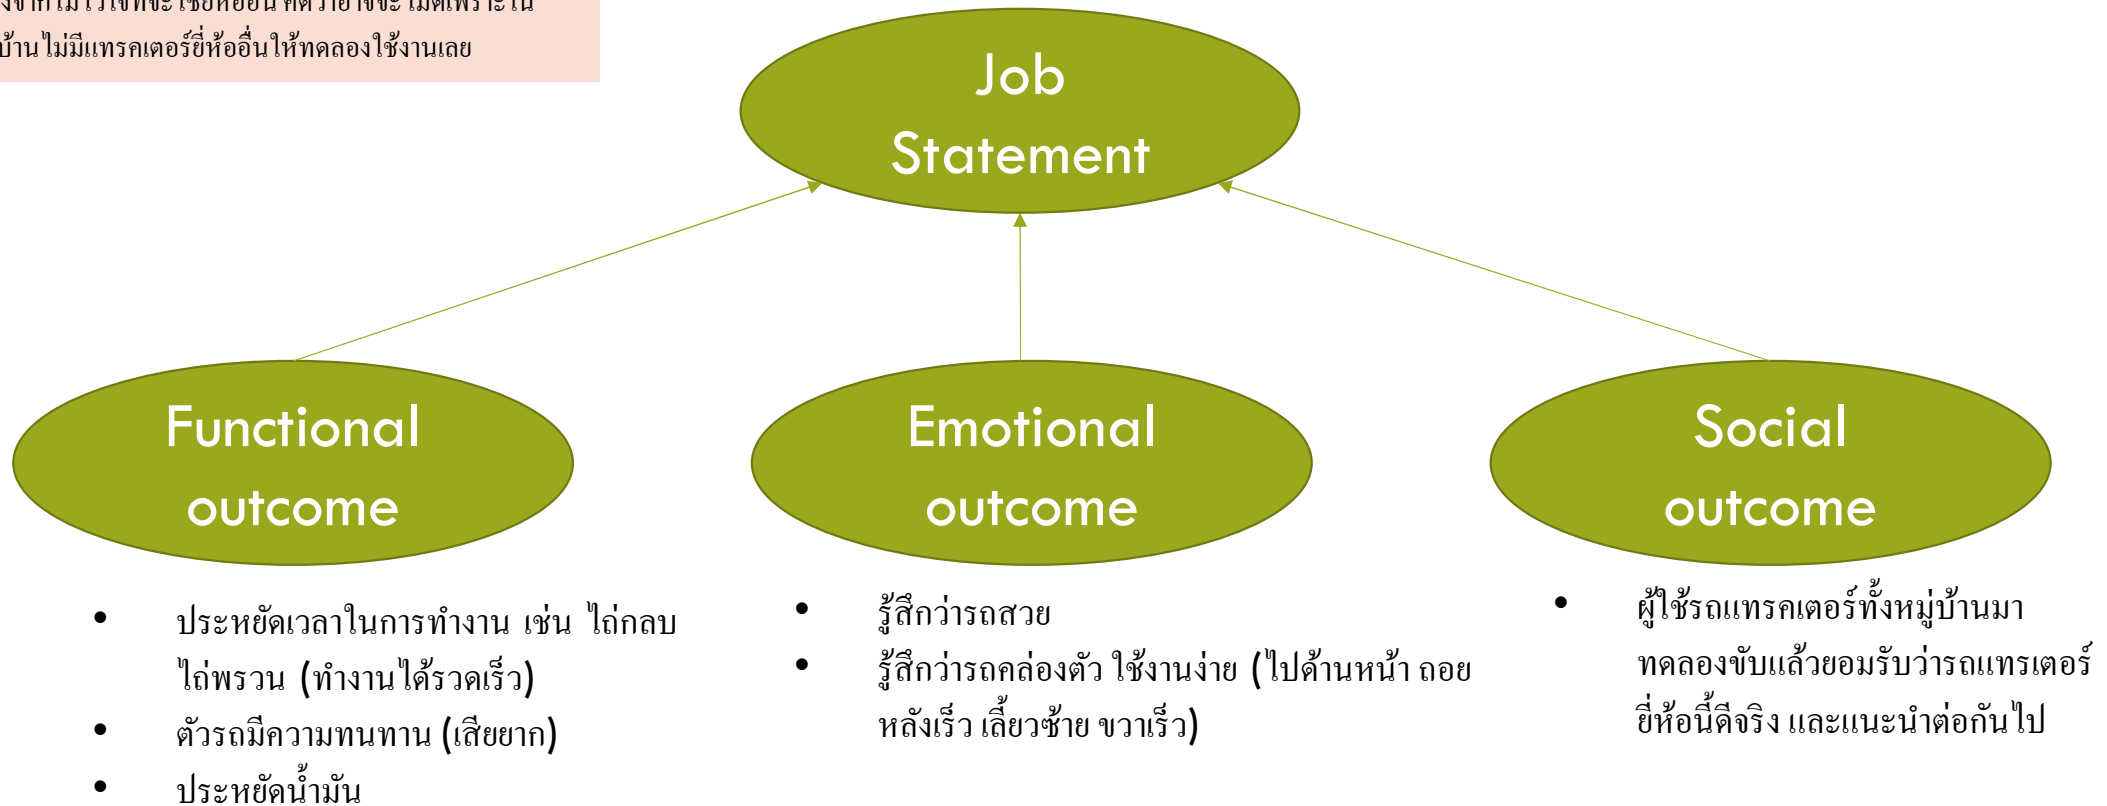 บ้านไม่มีแทรคเตอร์ยี่ห้ออื่นให้ทดลองใช้งานเลย
Job
Statement
Functional
outcome
Emotional
outcome
Social
outcome
• ประหยัดเวลาในการทำงาน เช่น ไถ่กลบ
ไถ่พรวน (ทำงานได้รวดเร็ว)
• ตัวรถมีความทนทาน (เสียยาก)
• ประหยัดน้ำมัน
• รู้สึกว่ารถสวย
• รู้สึกว่ารถคล่องตัว ใช้งานง่าย (ไปด้านหน้า ถอย
หลังเร็ว เลี้ยวซ้าย ขวาเร็ว)
• ผู้ใช้รถแทรคเตอร์ทั้งหมู่บ้านมา
ทดลองขับแล้วยอมรับว่ารถแทรเตอร์
ยี่ห้อนี้ดีจริง และแนะนำต่อกันไป